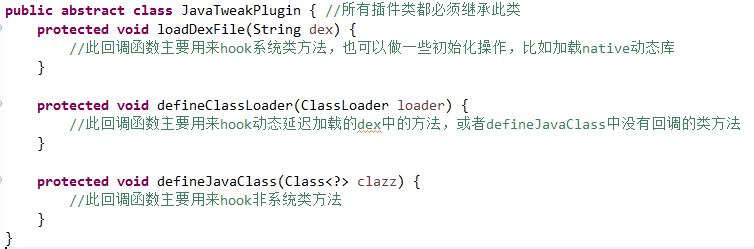 public abstract class JavaTweakPlugin { //所有插件类都必须继承此类
protected void loadDexFile(String dex) {
//此回调函数主要用来hook系统类方法，也可以做一些初始化操作，比如加载native动态库
}
protected void defineClassLoader(ClassLoader loader) {
//此回调函数主要用来hook动态延迟加载的dex中的方法，或者defineJavaClass中没有回调的类方法
}
protected void defineJavaClass(Class<?> clazz) {
//此回调函数主要用来hook非系统类方法
}
}